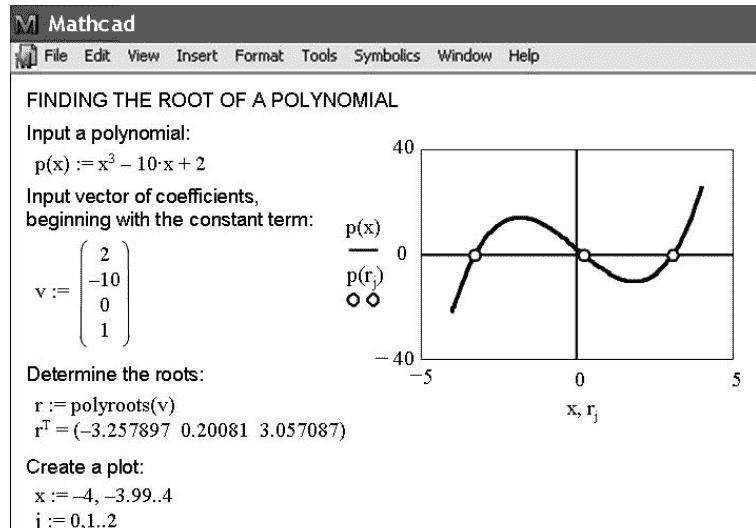 Mathcad
File Edit View Insert Format Tools Symbolics Window Help
FINDING THE ROOT OF A POLYNOMIAL
Input a polynomial:
p(x) := x³ – 10·x + 2
Input vector of coefficients,
beginning with the constant term:
v :=
2
–10
0
1
Determine the roots:
r := polyroots(v)
rᵀ = (–3.257897 0.20081 3.057087)
Create a plot:
x := –4, –3.99..4
j := 0,1..2
40
p(x)
0
p(rⱼ)
– 40
–5 0 5
x, rⱼ